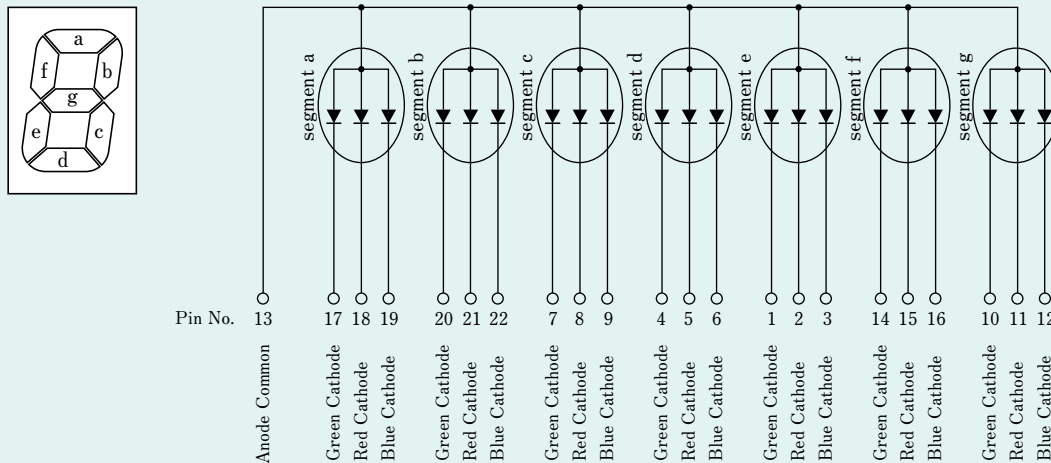 a
f b
g
e c
d
segment a
segment b
segment c
segment d
segment e
segment f
segment g
Pin No. 13 17 18 19 20 21 22 7 8 9 4 5 6 1 2 3 14 15 16 10 11 12
Anode Common
Green Cathode
Red Cathode
Blue Cathode
Green Cathode
Red Cathode
Blue Cathode
Green Cathode
Red Cathode
Blue Cathode
Green Cathode
Red Cathode
Blue Cathode
Green Cathode
Red Cathode
Blue Cathode
Green Cathode
Red Cathode
Blue Cathode
Green Cathode
Red Cathode
Blue Cathode